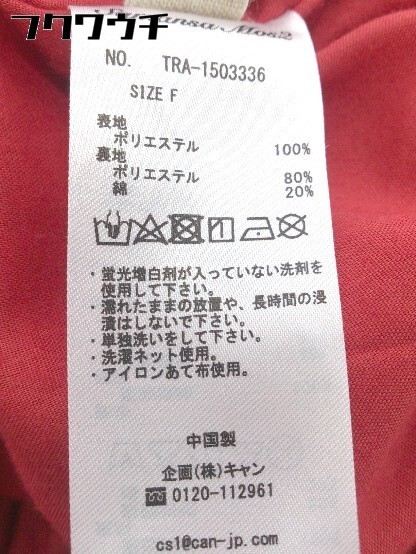 フクワウチ
Samansa Mos2
NO. TRA-1503336
SIZE F
表地
ポリエステル 100%
裏地
ポリエステル 80%
綿 20%
・蛍光増白剤が入っていない洗剤を
使用して下さい。
・濡れたままの放置や、長時間の浸
漬はしないで下さい。
・単独洗いをして下さい。
・洗濯ネット使用。
・アイロンあて布使用。
中国製
企画(株)キャン
0120-112961
cs1@can-jp.com